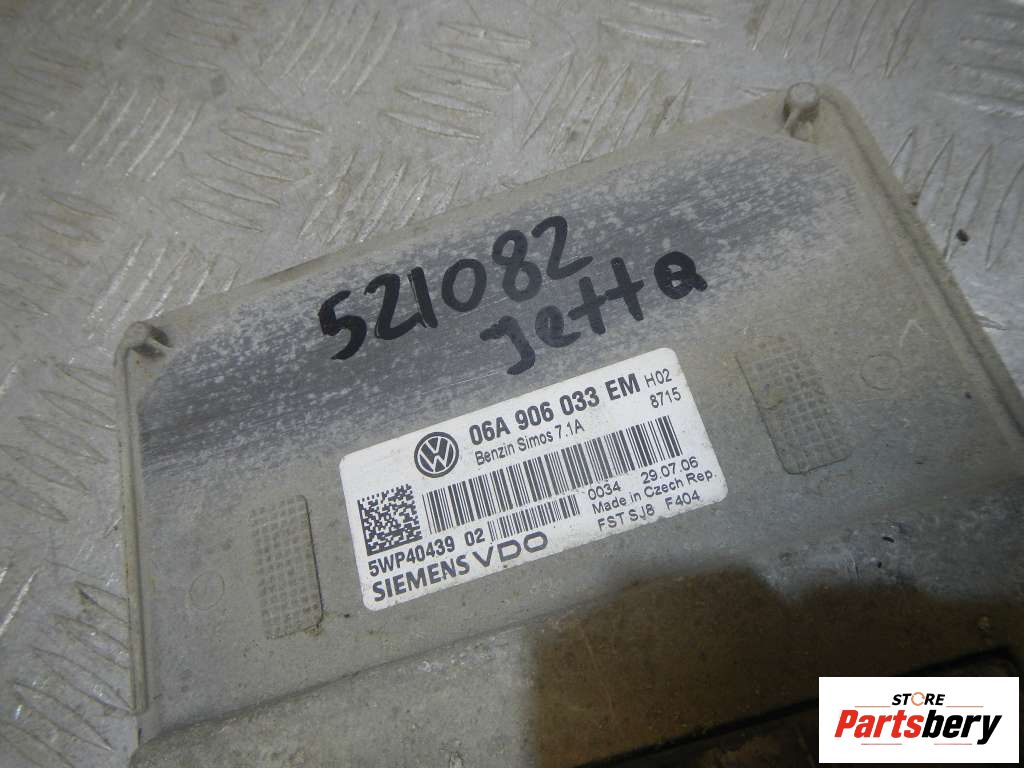 521082
Jetta
06A 906 033 EM H02
Benzin Simos 7.1A 8715
0034 29.07.06
Made in Czech Rep.
5WP40439 02
FST SJ8 F404
SIEMENS VDO
STORE
Partsbery